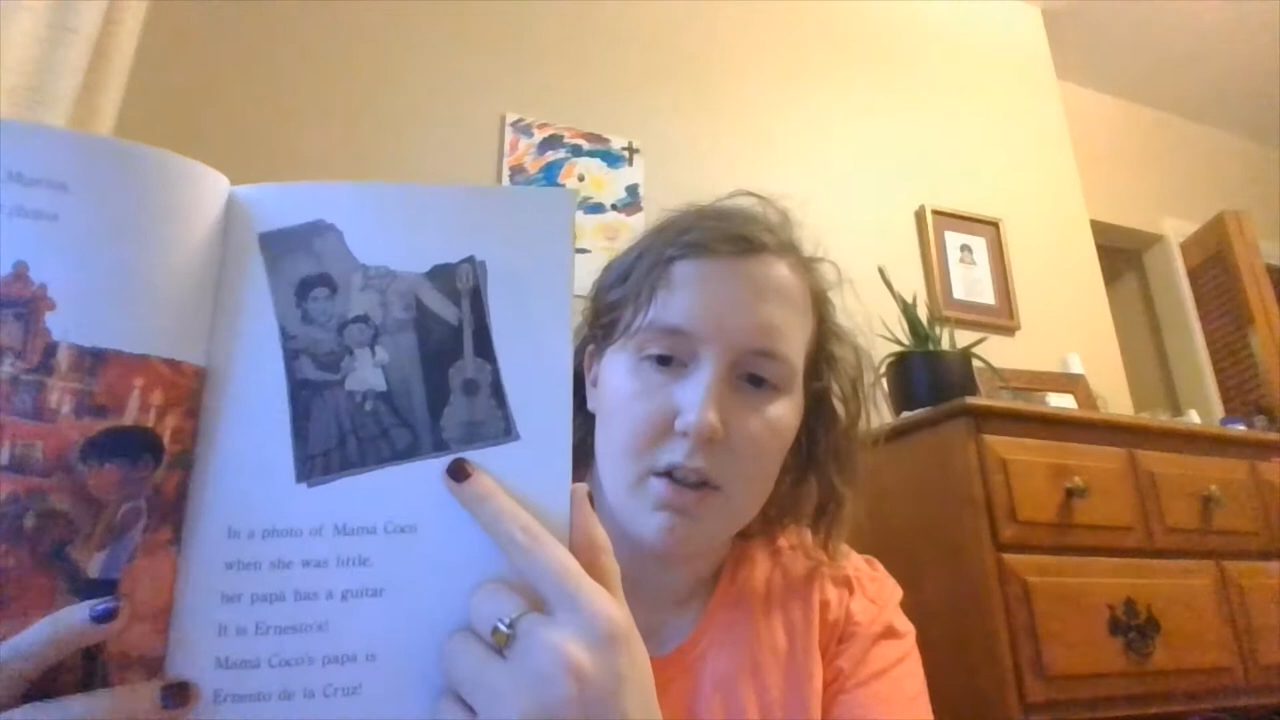 In a photo of Mamá Coco
when she was little,
her papá has a guitar.
It is Ernesto's!
Mamá Coco's papá is
Ernesto de la Cruz!